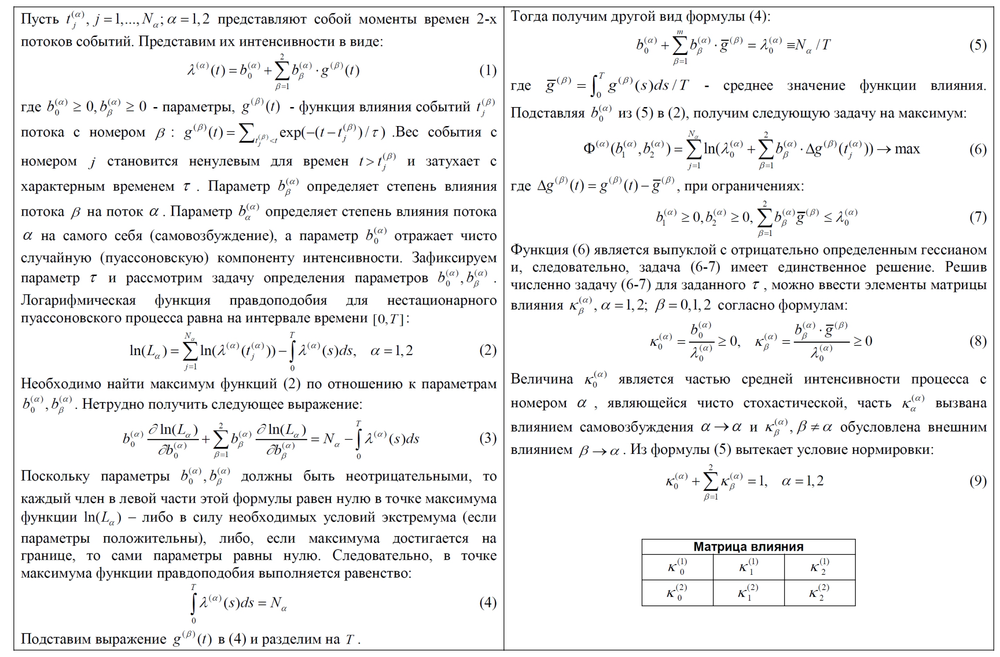 Пусть $t_j^{(\alpha)}, j=1,...,N_\alpha; \alpha=1,2$ представляют собой моменты времен 2-х
потоков событий. Представим их интенсивности в виде:
$\lambda^{(\alpha)}(t) = b_0^{(\alpha)} + \sum_{\beta=1}^{2} b_\beta^{(\alpha)} \cdot g^{(\beta)}(t)$ (1)
где $b_0^{(\alpha)} \geq 0, b_\beta^{(\alpha)} \geq 0$ - параметры, $g^{(\beta)}(t)$ - функция влияния событий $t_j^{(\beta)}$
потока с номером $\beta$ : $g^{(\beta)}(t) = \sum_{t_j^{(\beta)}<t} \exp(-(t-t_j^{(\beta)})/\tau)$ .Вес события с
номером $j$ становится ненулевым для времен $t > t_j^{(\beta)}$ и затухает с
характерным временем $\tau$ . Параметр $b_\beta^{(\alpha)}$ определяет степень влияния
потока $\beta$ на поток $\alpha$ . Параметр $b_\alpha^{(\alpha)}$ определяет степень влияния потока
$\alpha$ на самого себя (самовозбуждение), а параметр $b_0^{(\alpha)}$ отражает чисто
случайную (пуассоновскую) компоненту интенсивности. Зафиксируем
параметр $\tau$ и рассмотрим задачу определения параметров $b_0^{(\alpha)}, b_\beta^{(\alpha)}$ .
Логарифмическая функция правдоподобия для нестационарного
пуассоновского процесса равна на интервале времени $[0,T]$:
$\ln(L_\alpha) = \sum_{j=1}^{N_\alpha} \ln(\lambda^{(\alpha)}(t_j^{(\alpha)})) - \int_0^T \lambda^{(\alpha)}(s)ds, \quad \alpha=1,2$ (2)
Необходимо найти максимум функций (2) по отношению к параметрам
$b_0^{(\alpha)}, b_\beta^{(\alpha)}$. Нетрудно получить следующее выражение:
$b_0^{(\alpha)} \frac{\partial \ln(L_\alpha)}{\partial b_0^{(\alpha)}} + \sum_{\beta=1}^{2} b_\beta^{(\alpha)} \frac{\partial \ln(L_\alpha)}{\partial b_\beta^{(\alpha)}} = N_\alpha - \int_0^T \lambda^{(\alpha)}(s)ds$ (3)
Поскольку параметры $b_0^{(\alpha)}, b_\beta^{(\alpha)}$ должны быть неотрицательными, то
каждый член в левой части этой формулы равен нулю в точке максимума
функции $\ln(L_\alpha)$ – либо в силу необходимых условий экстремума (если
параметры положительны), либо, если максимума достигается на
границе, то сами параметры равны нулю. Следовательно, в точке
максимума функции правдоподобия выполняется равенство:
$\int_0^T \lambda^{(\alpha)}(s)ds = N_\alpha$ (4)
Подставим выражение $g^{(\beta)}(t)$ в (4) и разделим на $T$ .
Тогда получим другой вид формулы (4):
$b_0^{(\alpha)} + \sum_{\beta=1}^{m} b_\beta^{(\alpha)} \cdot \overline{g}^{(\beta)} = \lambda_0^{(\alpha)} \equiv N_\alpha / T$ (5)
где $\overline{g}^{(\beta)} = \int_0^T g^{(\beta)}(s)ds / T$ - среднее значение функции влияния.
Подставляя $b_0^{(\alpha)}$ из (5) в (2), получим следующую задачу на максимум:
$\Phi^{(\alpha)}(b_1^{(\alpha)}, b_2^{(\alpha)}) = \sum_{j=1}^{N_\alpha} \ln(\lambda_0^{(\alpha)} + \sum_{\beta=1}^{2} b_\beta^{(\alpha)} \cdot \Delta g^{(\beta)}(t_j^{(\alpha)})) \to \max$ (6)
где $\Delta g^{(\beta)}(t) = g^{(\beta)}(t) - \overline{g}^{(\beta)}$, при ограничениях:
$b_1^{(\alpha)} \geq 0, b_2^{(\alpha)} \geq 0, \sum_{\beta=1}^{2} b_\beta^{(\alpha)} \overline{g}^{(\beta)} \leq \lambda_0^{(\alpha)}$ (7)
Функция (6) является выпуклой с отрицательно определенным гессианом
и, следовательно, задача (6-7) имеет единственное решение. Решив
численно задачу (6-7) для заданного $\tau$ , можно ввести элементы матрицы
влияния $\kappa_\beta^{(\alpha)}, \alpha=1,2; \ \beta=0,1,2$ согласно формулам:
$\kappa_0^{(\alpha)} = \frac{b_0^{(\alpha)}}{\lambda_0^{(\alpha)}} \geq 0, \quad \kappa_\beta^{(\alpha)} = \frac{b_\beta^{(\alpha)} \cdot \overline{g}^{(\beta)}}{\lambda_0^{(\alpha)}} \geq 0$ (8)
Величина $\kappa_0^{(\alpha)}$ является частью средней интенсивности процесса с
номером $\alpha$ , являющейся чисто стохастической, часть $\kappa_\alpha^{(\alpha)}$ вызвана
влиянием самовозбуждения $\alpha \to \alpha$ и $\kappa_\beta^{(\alpha)}, \beta \neq \alpha$ обусловлена внешним
влиянием $\beta \to \alpha$ . Из формулы (5) вытекает условие нормировки:
$\kappa_0^{(\alpha)} + \sum_{\beta=1}^{2} \kappa_\beta^{(\alpha)} = 1, \quad \alpha=1,2$ (9)
Матрица влияния
$\kappa_0^{(1)}$ $\kappa_1^{(1)}$ $\kappa_2^{(1)}$
$\kappa_0^{(2)}$ $\kappa_1^{(2)}$ $\kappa_2^{(2)}$